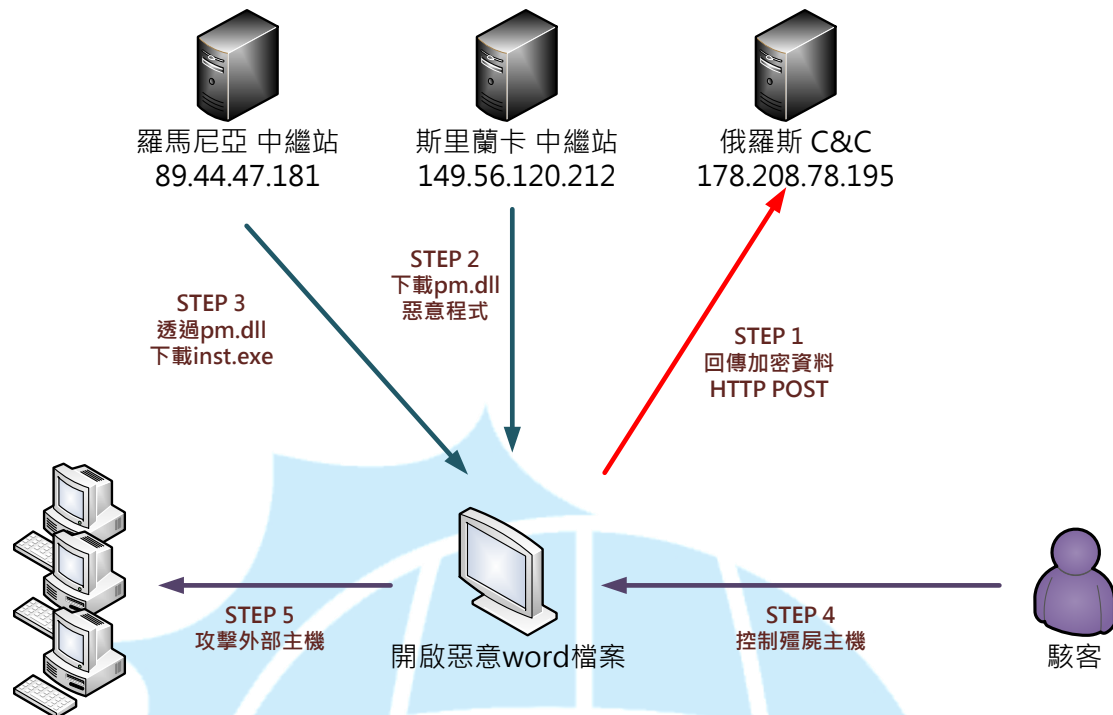 羅馬尼亞 中繼站
89.44.47.181
斯里蘭卡 中繼站
149.56.120.212
俄羅斯 C&C
178.208.78.195
STEP 3
透過pm.dll
下載inst.exe
STEP 2
下載pm.dll
惡意程式
STEP 1
回傳加密資料
HTTP POST
STEP 5
攻擊外部主機
開啟惡意word檔案
STEP 4
控制殭屍主機
駭客